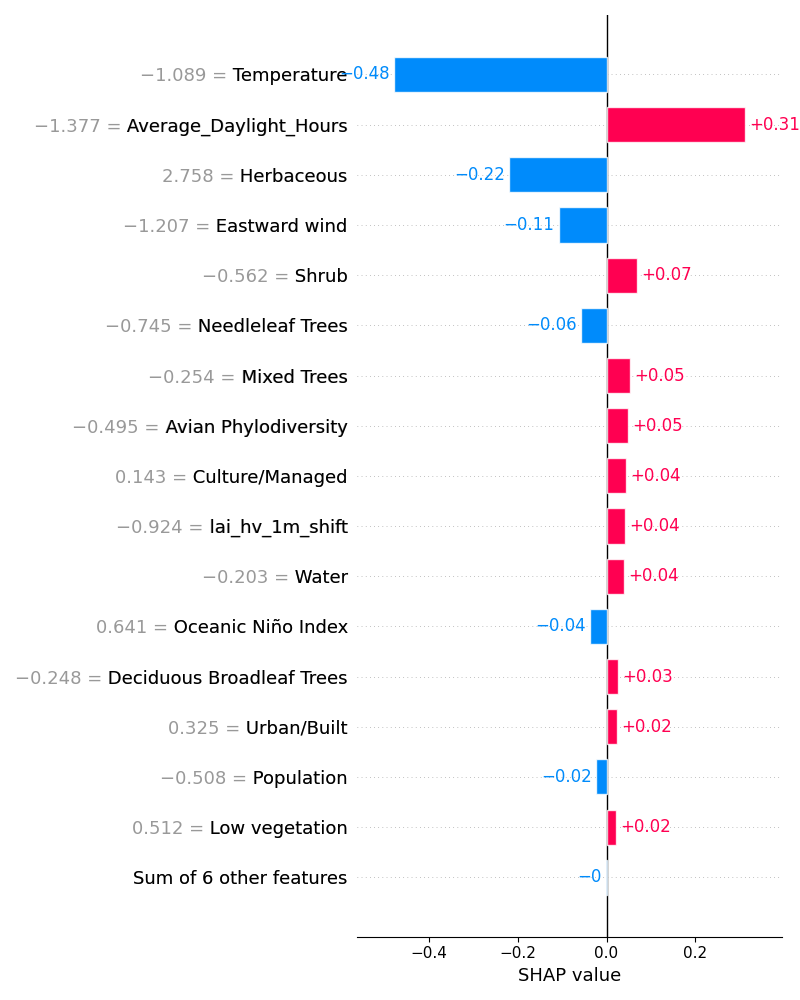 −1.089 = Temperature −0.48
−1.377 = Average_Daylight_Hours +0.31
2.758 = Herbaceous −0.22
−1.207 = Eastward wind −0.11
−0.562 = Shrub +0.07
−0.745 = Needleleaf Trees −0.06
−0.254 = Mixed Trees +0.05
−0.495 = Avian Phylodiversity +0.05
0.143 = Culture/Managed +0.04
−0.924 = lai_hv_1m_shift +0.04
−0.203 = Water +0.04
0.641 = Oceanic Niño Index −0.04
−0.248 = Deciduous Broadleaf Trees +0.03
0.325 = Urban/Built +0.02
−0.508 = Population −0.02
0.512 = Low vegetation +0.02
Sum of 6 other features −0
−0.4 −0.2 0.0 0.2
SHAP value